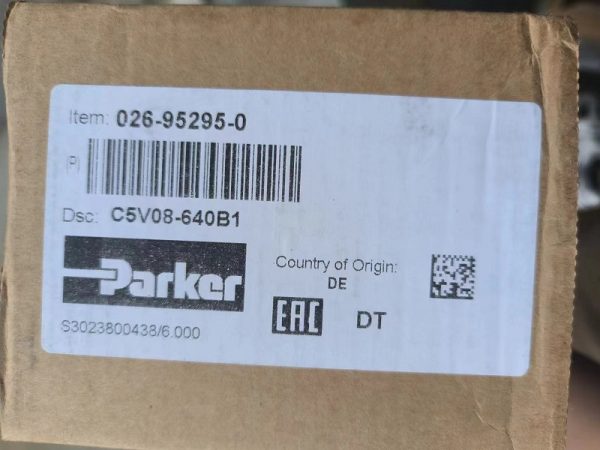 Item: 026-95295-0
(P)
Dsc: C5V08-640B1
Parker
Country of Origin:
DE
EAC DT
S3023800438/6.000